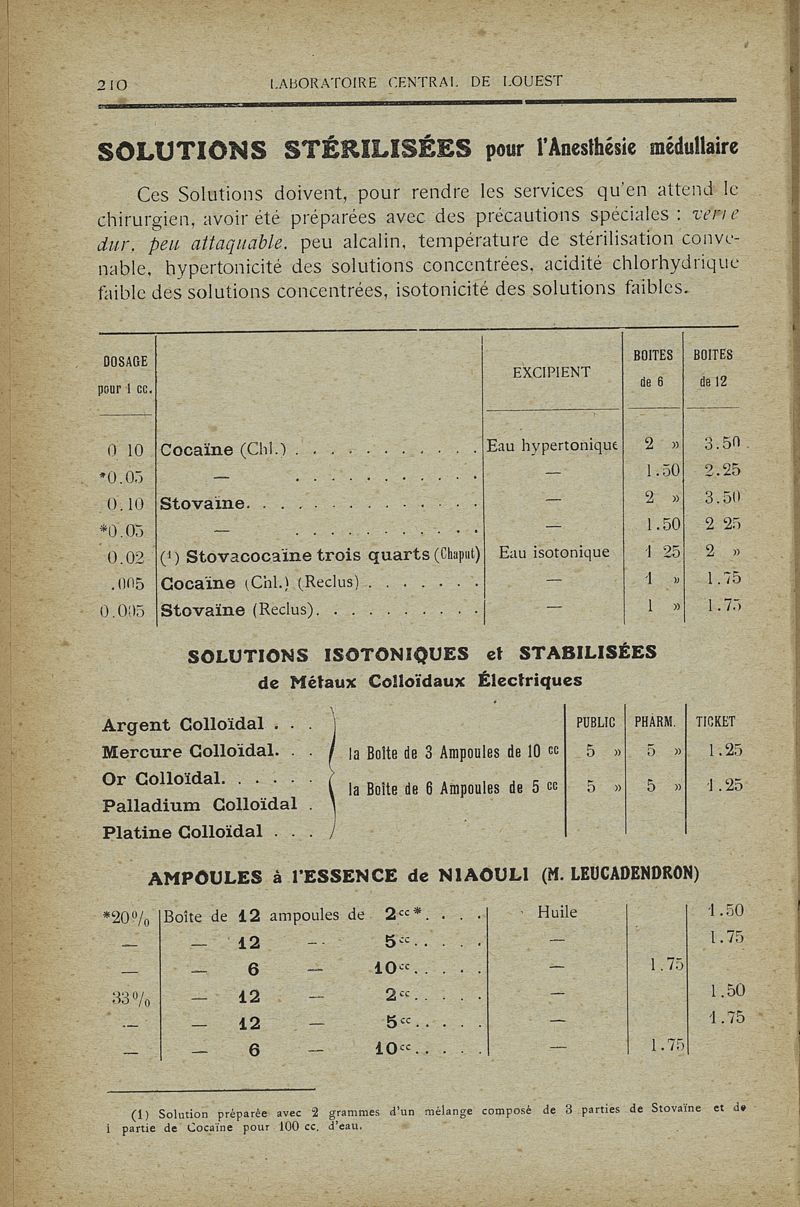 210 LABORATOIRE CENTRAL DE LOUEST
SOLUTIONS STÉRILISÉES pour l'Anesthésie médullaire
Ces Solutions doivent, pour rendre les services qu'en attend le
chirurgien, avoir été préparées avec des précautions spéciales : verre
dur, peu attaquable, peu alcalin, température de stérilisation conve-
nable, hypertonicité des solutions concentrées, acidité chlorhydrique
faible des solutions concentrées, isotonicité des solutions faibles.
DOSAGE pour 1 cc. EXCIPIENT BOITES de 6 BOITES de 12
0 10 Cocaïne (Chl.) . . . . . . . . . . . Eau hypertonique 2 » 3.50
*0.05 — . . . . . . . . . . . — 1.50 2.25
0.10 Stovaïne. . . . . . . . . . . . . . — 2 » 3.50
*0.05 — . . . . . . . . . . . — 1.50 2 25
0.02 (1) Stovacocaïne trois quarts (Chaput) Eau isotonique 1 25 2 »
.005 Cocaïne (Chl.) (Reclus) . . . . . . . — 1 » 1.75
0.005 Stovaïne (Reclus). . . . . . . . . . — 1 » 1.75
SOLUTIONS ISOTONIQUES et STABILISÉES
de Métaux Colloïdaux Électriques
PUBLIC PHARM. TICKET
Argent Colloïdal . . .
Mercure Colloïdal. . . la Boîte de 3 Ampoules de 10 cc 5 » 5 » 1.25
Or Colloïdal. . . . . . la Boîte de 6 Ampoules de 5 cc 5 » 5 » 1.25
Palladium Colloïdal .
Platine Colloïdal . . .
AMPOULES à l'ESSENCE de NIAOULI (M. LEUCADENDRON)
*20% Boîte de 12 ampoules de 2cc*. . . . Huile 1.50
— — 12 — 5cc. . . . . — 1.75
— — 6 — 10cc. . . . . — 1.75
33% — 12 — 2cc. . . . . — 1.50
— — 12 — 5cc. . . . . — 1.75
— — 6 — 10cc. . . . . — 1.75
(1) Solution préparée avec 2 grammes d'un mélange composé de 3 parties de Stovaïne et de
1 partie de Cocaïne pour 100 cc. d'eau.